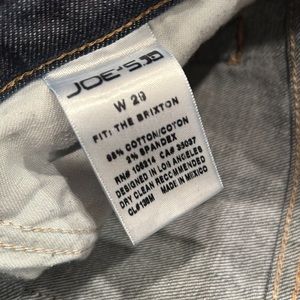 JOE'S JD
W 29
FIT: THE BRIXTON
98% COTTON/COTON
2% SPANDEX
RN# 106214 CA# 35037
DESIGNED IN LOS ANGELES
DRY CLEAN RECOMMENDED
MADE IN MEXICO